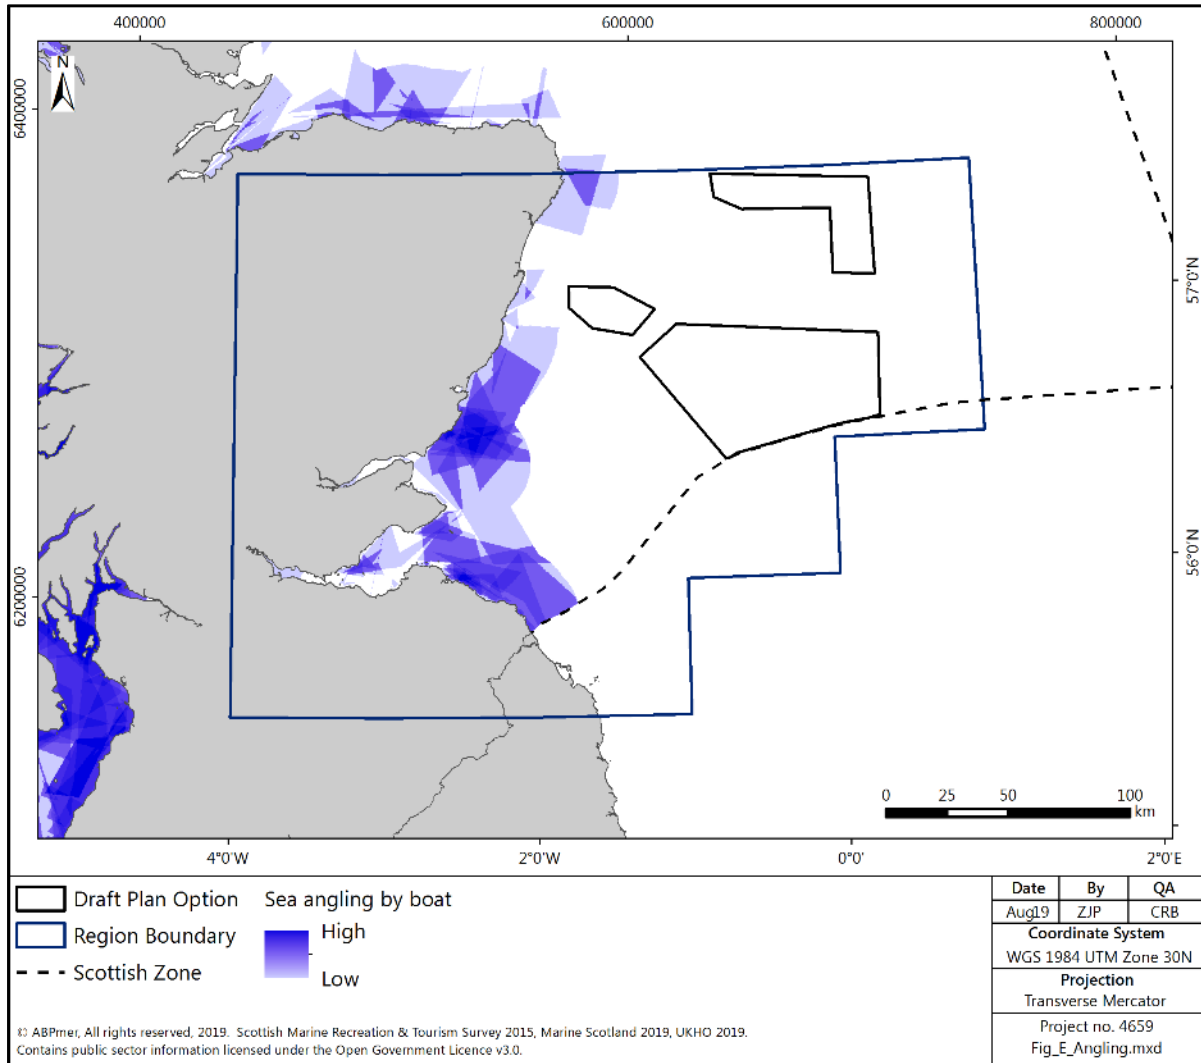 400000 600000 800000
N
6400000
57°0'N
56°0'N
6200000
0 25 50 100
km
4°0'W 2°0'W 0°0' 2°0'E
Draft Plan Option
Region Boundary
Scottish Zone
Sea angling by boat
High
Low
Date By QA
Aug19 ZJP CRB
Coordinate System
WGS 1984 UTM Zone 30N
Projection
Transverse Mercator
Project no. 4659
Fig_E_Angling.mxd
© ABPmer, All rights reserved, 2019. Scottish Marine Recreation & Tourism Survey 2015, Marine Scotland 2019, UKHO 2019.
Contains public sector information licensed under the Open Government Licence v3.0.